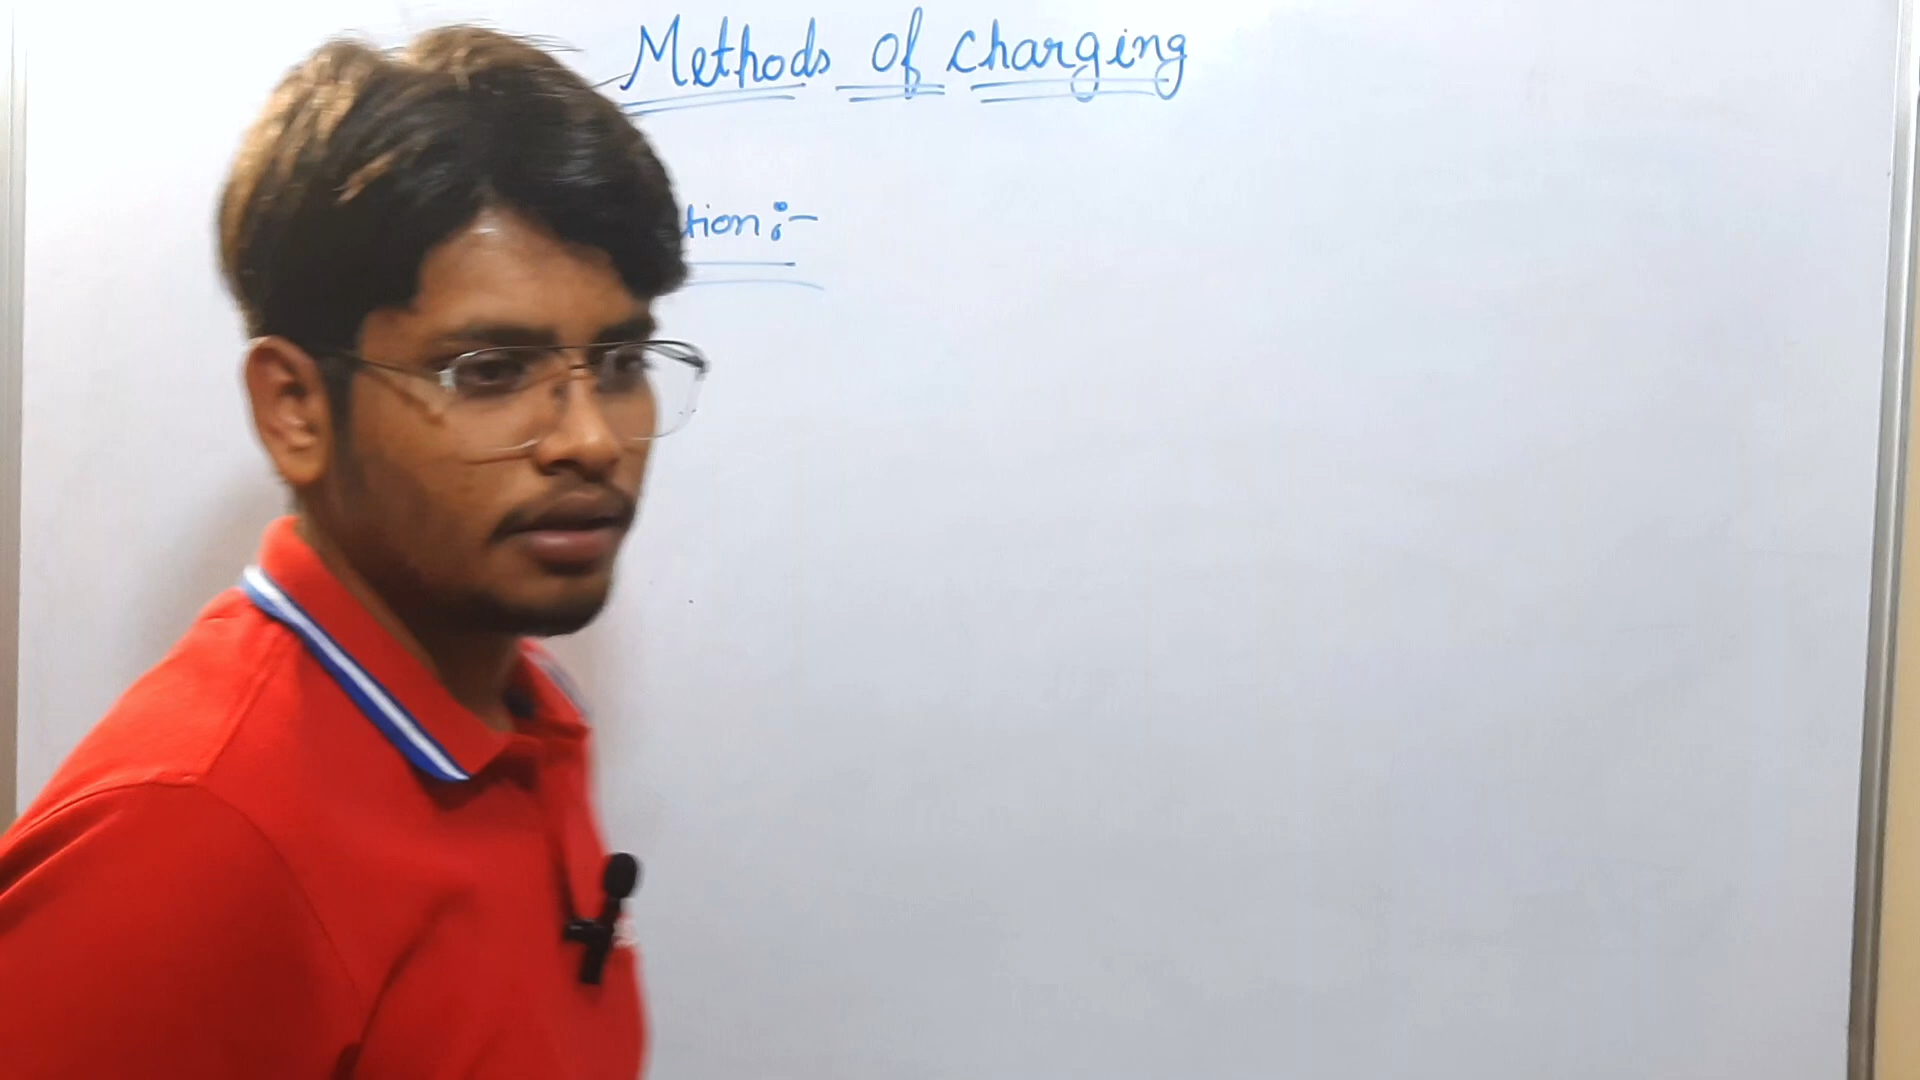 Methods of charging
tion :-